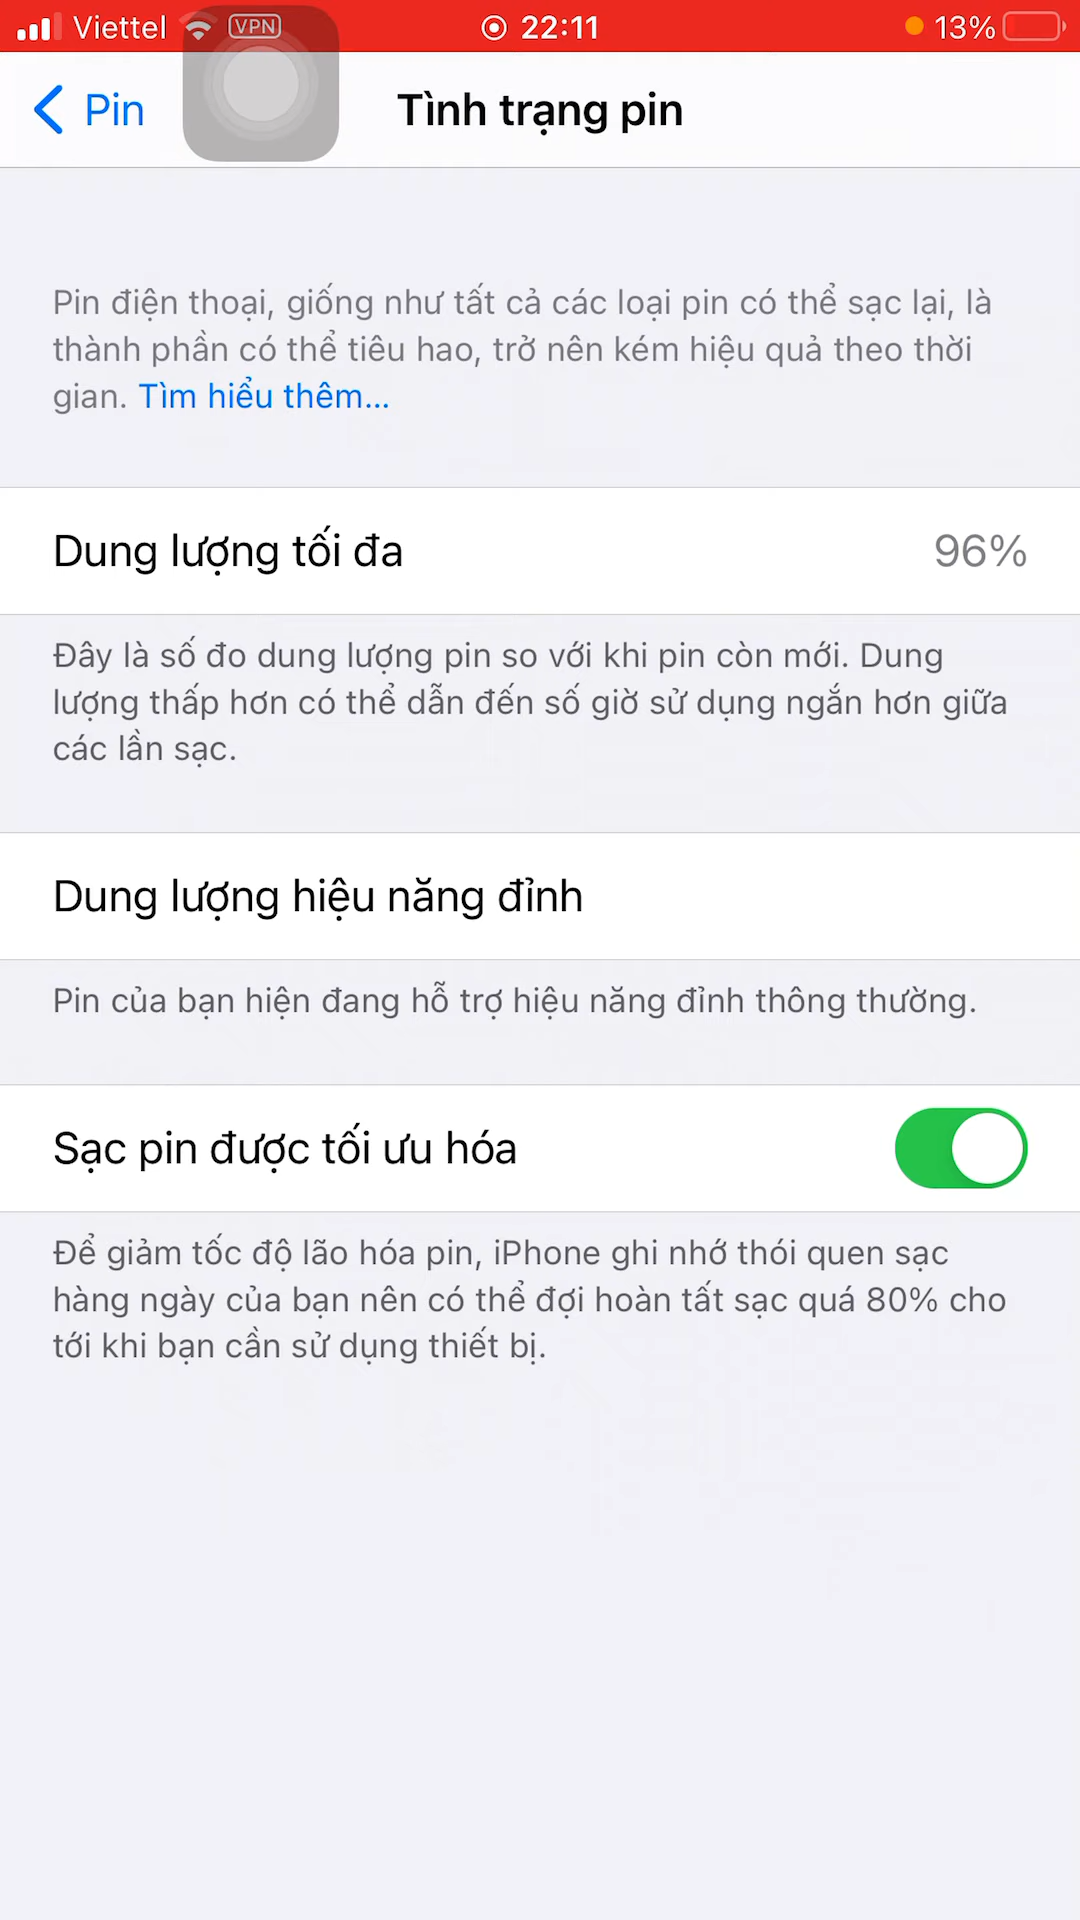 Viettel VPN 22:11 13%
Pin Tình trạng pin
Pin điện thoại, giống như tất cả các loại pin có thể sạc lại, là
thành phần có thể tiêu hao, trở nên kém hiệu quả theo thời
gian. Tìm hiểu thêm...
Dung lượng tối đa 96%
Đây là số đo dung lượng pin so với khi pin còn mới. Dung
lượng thấp hơn có thể dẫn đến số giờ sử dụng ngắn hơn giữa
các lần sạc.
Dung lượng hiệu năng đỉnh
Pin của bạn hiện đang hỗ trợ hiệu năng đỉnh thông thường.
Sạc pin được tối ưu hóa
Để giảm tốc độ lão hóa pin, iPhone ghi nhớ thói quen sạc
hàng ngày của bạn nên có thể đợi hoàn tất sạc quá 80% cho
tới khi bạn cần sử dụng thiết bị.